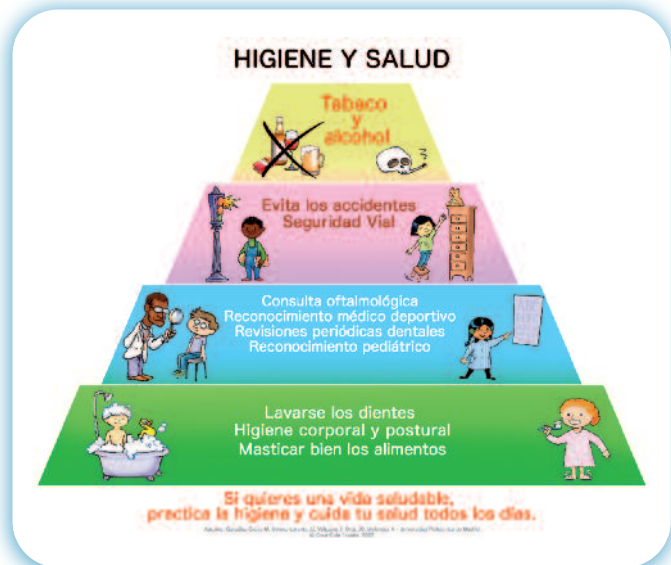 HIGIENE Y SALUD
Tabaco
y
alcohol
Evita los accidentes
Seguridad Vial
Consulta oftalmológica
Reconocimiento médico deportivo
Revisiones periódicas dentales
Reconocimiento pediátrico
Lavarse los dientes
Higiene corporal y postural
Masticar bien los alimentos
Si quieres una vida saludable,
practica la higiene y cuida tu salud todos los días.